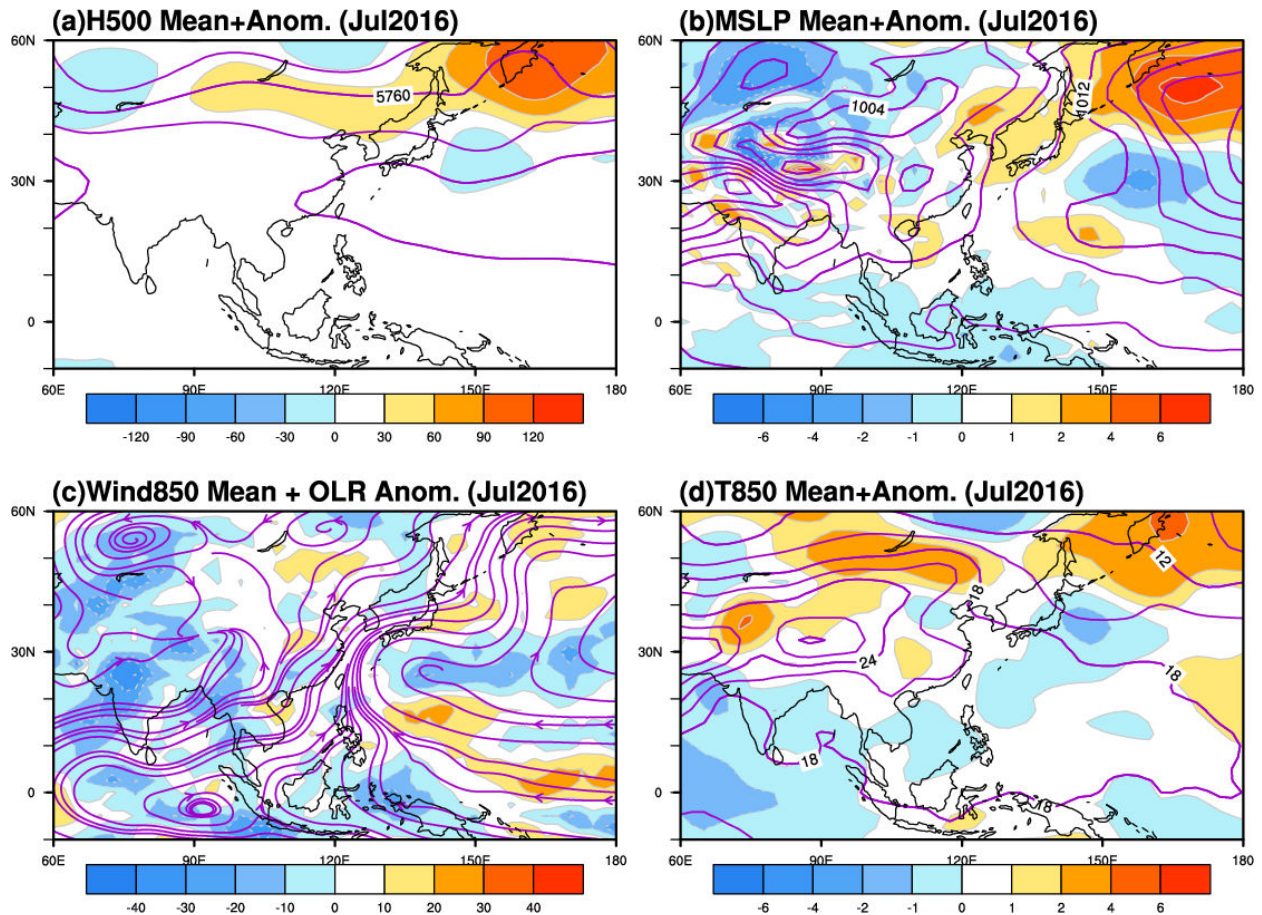 (a)H500 Mean+Anom. (Jul2016)
60N
30N
0
5760
60E 90E 120E 150E 180
-120 -90 -60 -30 0 30 60 90 120
(b)MSLP Mean+Anom. (Jul2016)
60N
30N
0
1004
1012
60E 90E 120E 150E 180
-6 -4 -2 -1 0 1 2 4 6
(c)Wind850 Mean + OLR Anom. (Jul2016)
60N
30N
0
60E 90E 120E 150E 180
-40 -30 -20 -10 0 10 20 30 40
(d)T850 Mean+Anom. (Jul2016)
60N
30N
0
12
18
24
18
18
18
60E 90E 120E 150E 180
-6 -4 -2 -1 0 1 2 4 6